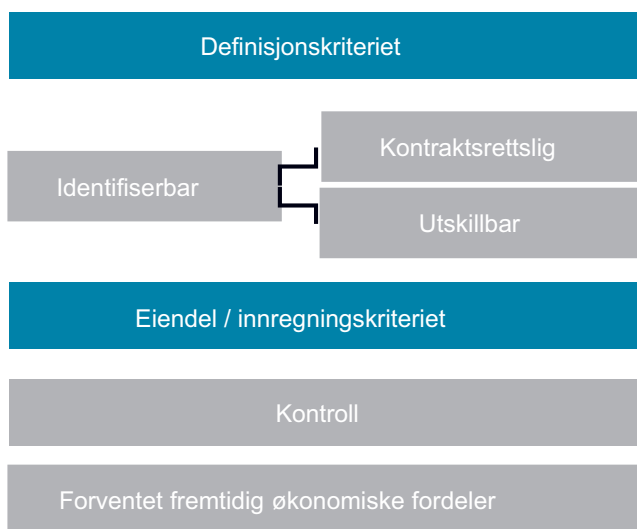 Definisjonskriteriet
Kontraktsrettslig
Identifiserbar
Utskillbar
Eiendel / innregningskriteriet
Kontroll
Forventet fremtidig økonomiske fordeler